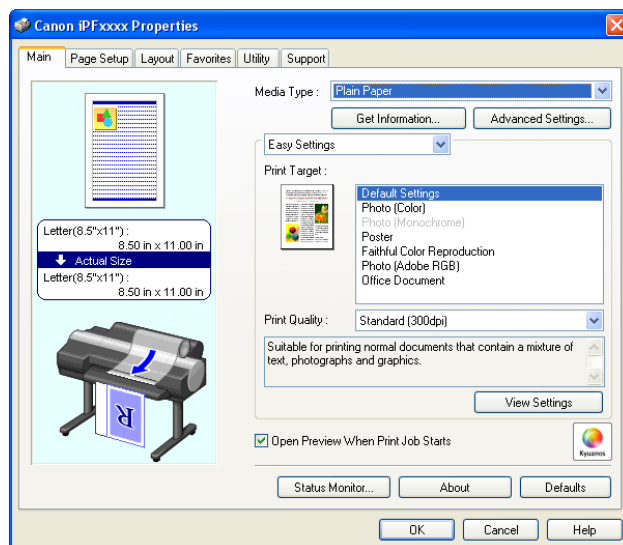 Canon iPFxxxx Properties
Main Page Setup Layout Favorites Utility Support
Media Type : Plain Paper
Get Information... Advanced Settings...
Easy Settings
Print Target :
Default Settings
Photo (Color)
Photo (Monochrome)
Poster
Faithful Color Reproduction
Photo (Adobe RGB)
Office Document
Letter(8.5"x11") :
8.50 in x 11.00 in
Actual Size
Letter(8.5"x11") :
8.50 in x 11.00 in
R
Print Quality : Standard (300dpi)
Suitable for printing normal documents that contain a mixture of
text, photographs and graphics.
View Settings
Open Preview When Print Job Starts
Kyuanos
Status Monitor... About Defaults
OK Cancel Help